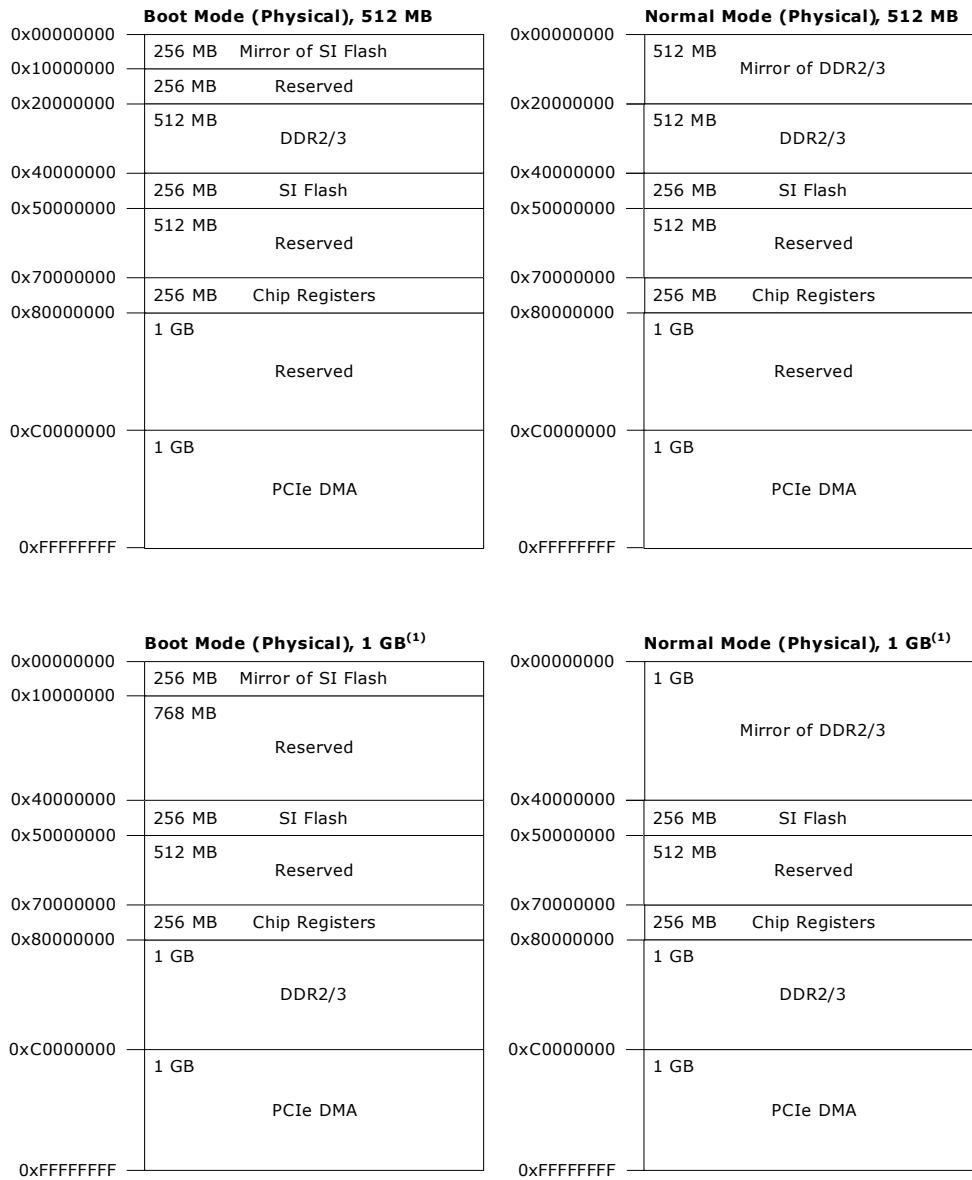 Boot Mode (Physical), 512 MB
0x00000000
256 MB Mirror of SI Flash
0x10000000
256 MB Reserved
0x20000000
512 MB
DDR2/3
0x40000000
256 MB SI Flash
0x50000000
512 MB
Reserved
0x70000000
256 MB Chip Registers
0x80000000
1 GB
Reserved
0xC0000000
1 GB
PCIe DMA
0xFFFFFFFF
Normal Mode (Physical), 512 MB
0x00000000
512 MB
Mirror of DDR2/3
0x20000000
512 MB
DDR2/3
0x40000000
256 MB SI Flash
0x50000000
512 MB
Reserved
0x70000000
256 MB Chip Registers
0x80000000
1 GB
Reserved
0xC0000000
1 GB
PCIe DMA
0xFFFFFFFF
Boot Mode (Physical), 1 GB(1)
0x00000000
256 MB Mirror of SI Flash
0x10000000
768 MB
Reserved
0x40000000
256 MB SI Flash
0x50000000
512 MB
Reserved
0x70000000
256 MB Chip Registers
0x80000000
1 GB
DDR2/3
0xC0000000
1 GB
PCIe DMA
0xFFFFFFFF
Normal Mode (Physical), 1 GB(1)
0x00000000
1 GB
Mirror of DDR2/3
0x40000000
256 MB SI Flash
0x50000000
512 MB
Reserved
0x70000000
256 MB Chip Registers
0x80000000
1 GB
DDR2/3
0xC0000000
1 GB
PCIe DMA
0xFFFFFFFF